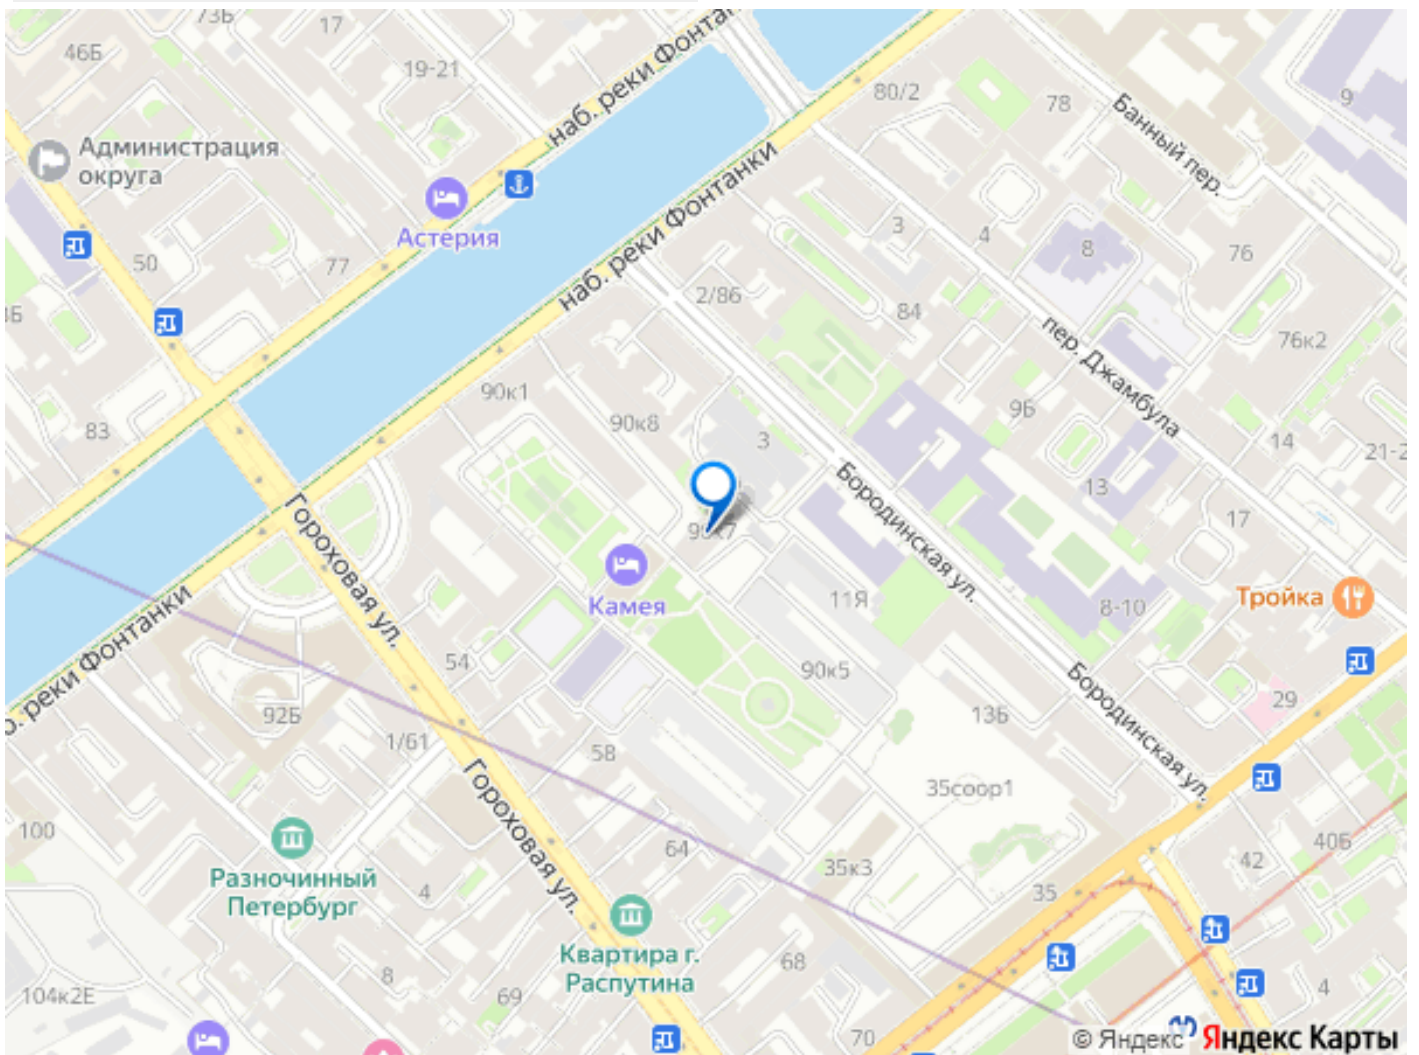 73Б
17
46Б
19-21
наб. реки Фонтанки
80/2
78
Банный пер.
9
Администрация
округа
Астерия
наб. реки Фонтанки
3
4
8
76
50
77
2/86
84
пер. Джамбула
76к2
83
90к1
90к8
3
9Б
14
Бородинская ул.
13
17
Гороховая ул.
Камея
11Я
8-10
Тройка
наб. реки Фонтанки
54
90к5
Бородинская ул.
29
92Б
1/61
58
13Б
35соор1
Гороховая ул.
100
64
35к3
42
40Б
Разночинный
Петербург
4
35
Квартира г.
Распутина
68
8
69
104к2Е
4
70
© Яндекс Яндекс Карты